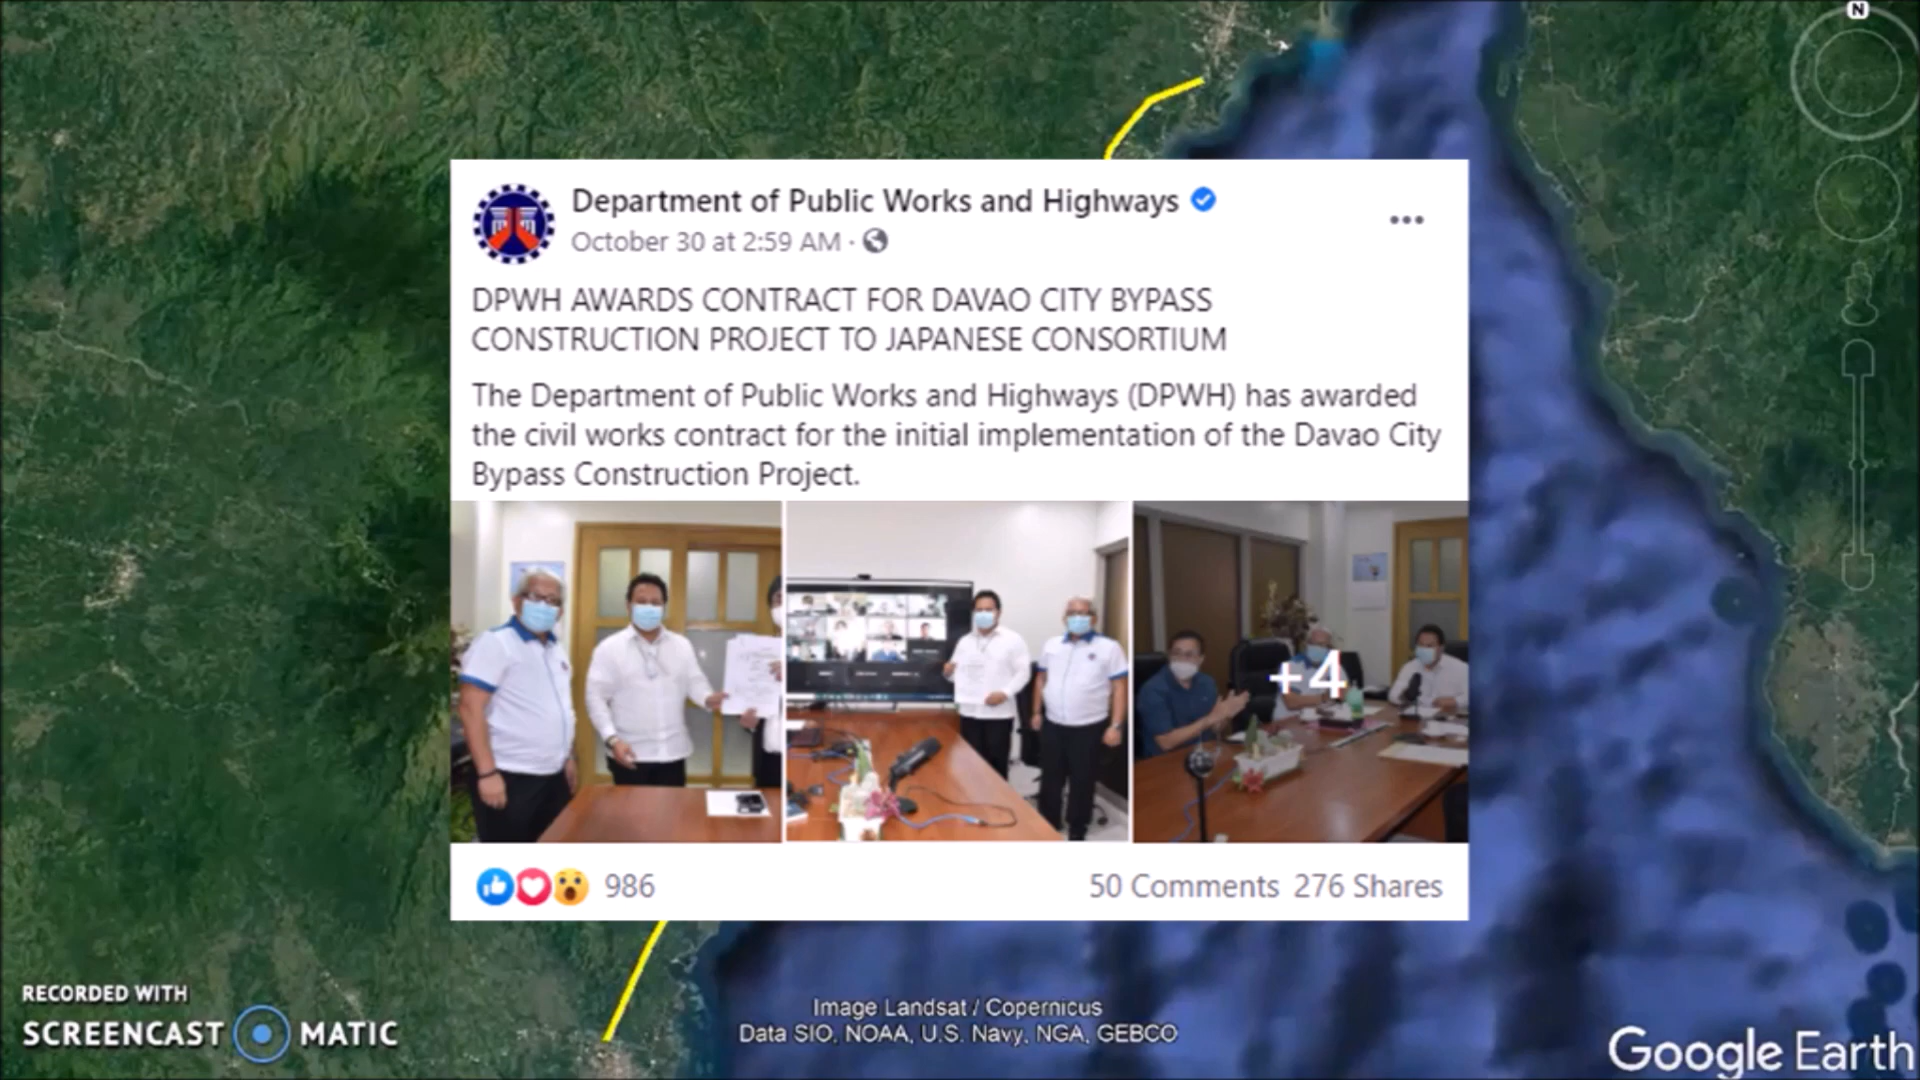 N
Department of Public Works and Highways
October 30 at 2:59 AM ·
DPWH AWARDS CONTRACT FOR DAVAO CITY BYPASS
CONSTRUCTION PROJECT TO JAPANESE CONSORTIUM
The Department of Public Works and Highways (DPWH) has awarded
the civil works contract for the initial implementation of the Davao City
Bypass Construction Project.
+4
986
50 Comments 276 Shares
RECORDED WITH
SCREENCAST MATIC
Image Landsat / Copernicus
Data SIO, NOAA, U.S. Navy, NGA, GEBCO
Google Earth